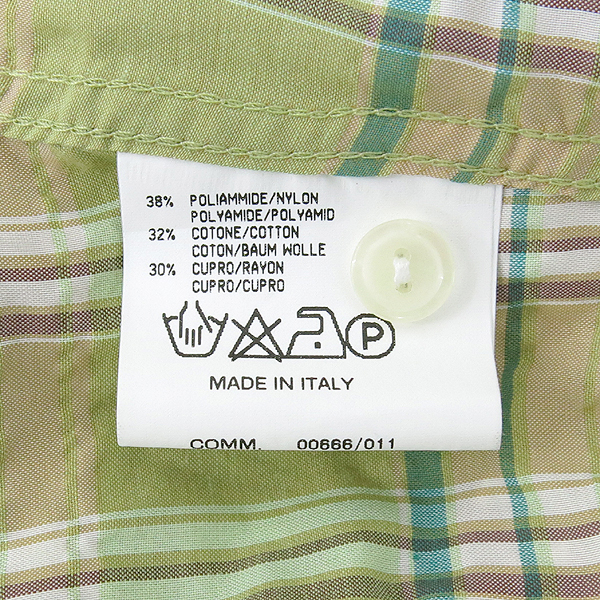 38% POLIAMMIDE/NYLON
POLYAMIDE/POLYAMID
32% COTONE/COTTON
COTON/BAUM WOLLE
30% CUPRO/RAYON
CUPRO/CUPRO
P
MADE IN ITALY
COMM. 00666/011